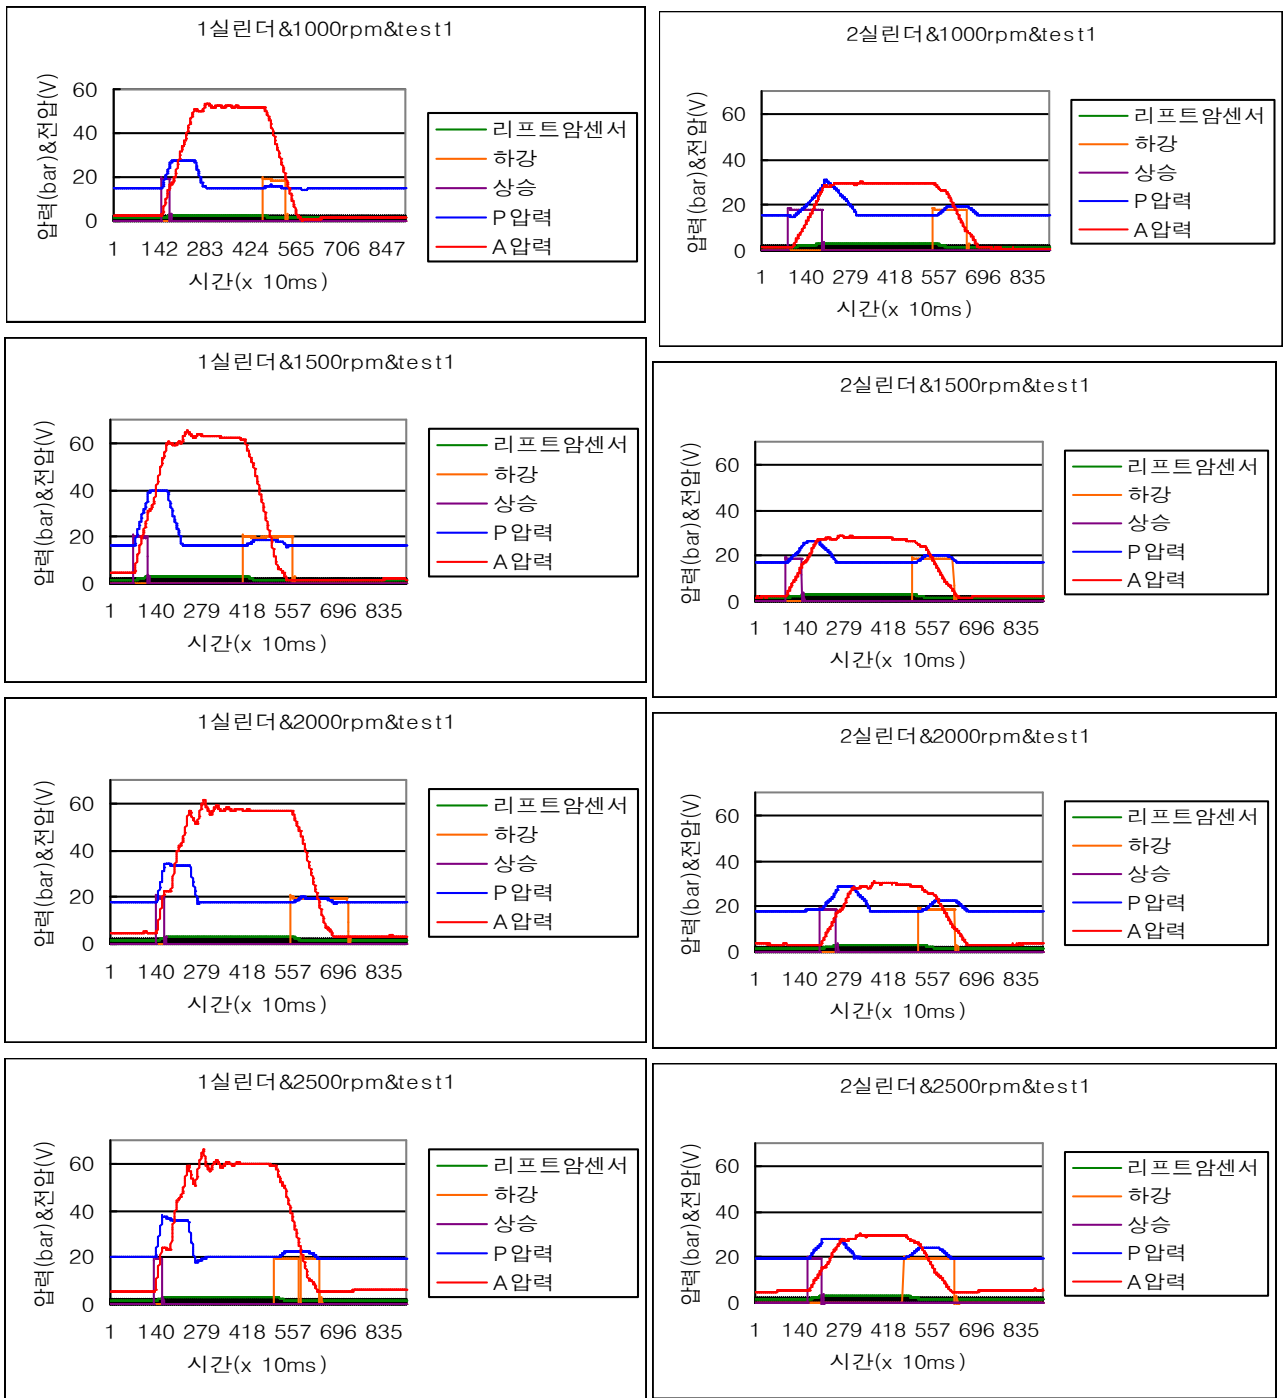 1실린더&1000rpm&test1
압력(bar)&전압(V)
60
40
20
0
1 142 283 424 565 706 847
시간(x 10ms)
리프트암센서
하강
상승
P압력
A압력
2실린더&1000rpm&test1
압력(bar)&전압(V)
60
40
20
0
1 140 279 418 557 696 835
시간(x 10ms)
리프트암센서
하강
상승
P압력
A압력
1실린더&1500rpm&test1
압력(bar)&전압(V)
60
40
20
0
1 140 279 418 557 696 835
시간(x 10ms)
리프트암센서
하강
상승
P압력
A압력
2실린더&1500rpm&test1
압력(bar)&전압(V)
60
40
20
0
1 140 279 418 557 696 835
시간(x 10ms)
리프트암센서
하강
상승
P압력
A압력
1실린더&2000rpm&test1
압력(bar)&전압(V)
60
40
20
0
1 140 279 418 557 696 835
시간(x 10ms)
리프트암센서
하강
상승
P압력
A압력
2실린더&2000rpm&test1
압력(bar)&전압(V)
60
40
20
0
1 140 279 418 557 696 835
시간(x 10ms)
리프트암센서
하강
상승
P압력
A압력
1실린더&2500rpm&test1
압력(bar)&전압(V)
60
40
20
0
1 140 279 418 557 696 835
시간(x 10ms)
리프트암센서
하강
상승
P압력
A압력
2실린더&2500rpm&test1
압력(bar)&전압(V)
60
40
20
0
1 140 279 418 557 696 835
시간(x 10ms)
리프트암센서
하강
상승
P압력
A압력